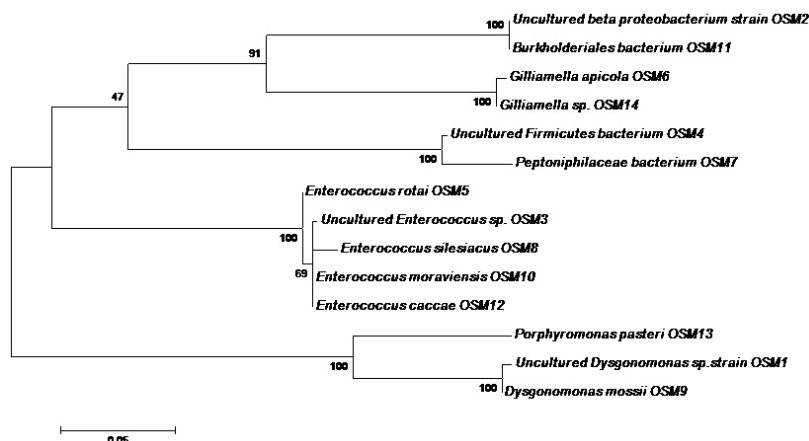 Uncultured beta proteobacterium strain OSM2
100
Burkholderiales bacterium OSM11
91
Gilliamella apicola OSM6
47
100
Gilliamella sp. OSM14
Uncultured Firmicutes bacterium OSM4
100
Peptoniphilaceae bacterium OSM7
Enterococcus rotai OSM5
Uncultured Enterococcus sp. OSM3
100
Enterococcus silesiacus OSM8
69
Enterococcus moraviensis OSM10
Enterococcus caccae OSM12
Porphyromonas pasteri OSM13
100
Uncultured Dysgonomonas sp.strain OSM1
100
Dysgonomonas mossii OSM9
0.05